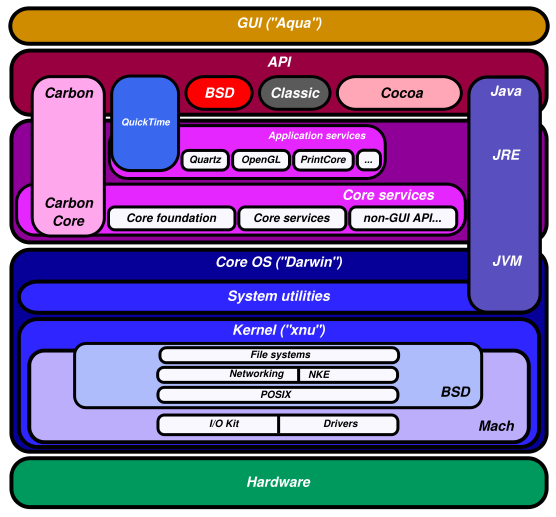 GUI ("Aqua")
API
Carbon
QuickTime
BSD
Classic
Cocoa
Java
Application services
Quartz
OpenGL
PrintCore
...
JRE
Carbon
Core
Core services
Core foundation
Core services
non-GUI API...
Core OS ("Darwin")
JVM
System utilities
Kernel ("xnu")
File systems
Networking
NKE
POSIX
BSD
I/O Kit
Drivers
Mach
Hardware